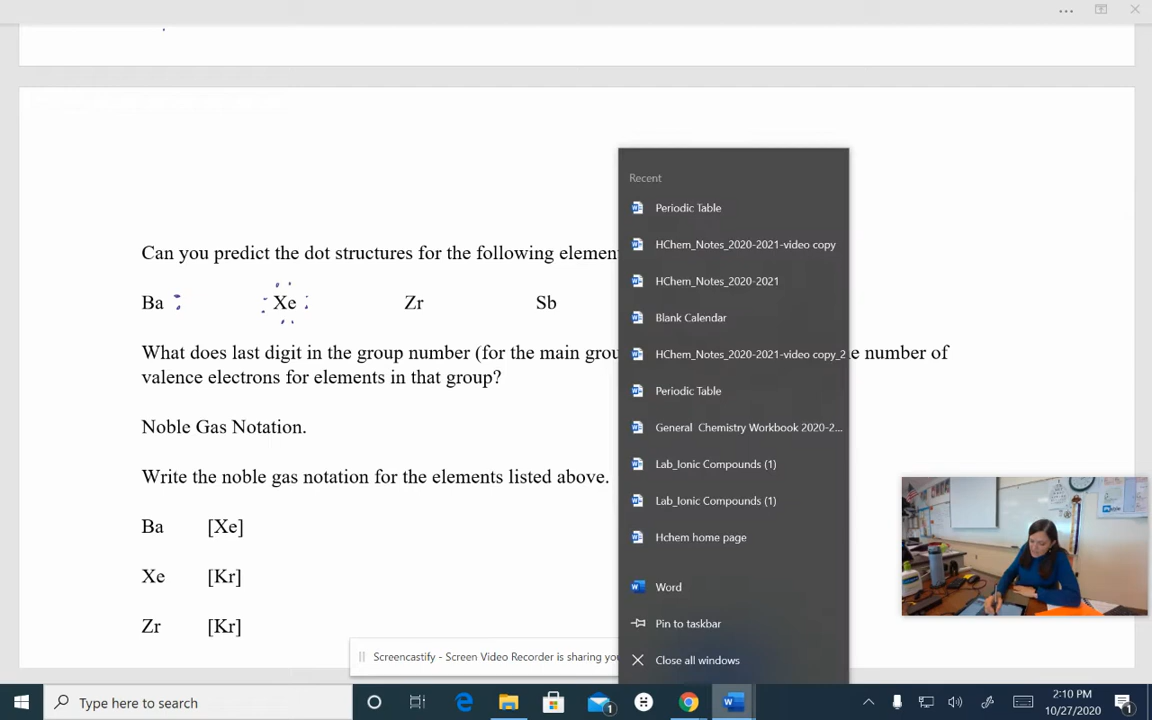 Can you predict the dot structures for the following elemen
Ba
Xe
Zr
Sb
What does last digit in the group number (for the main grou
e number of
valence electrons for elements in that group?
Noble Gas Notation.
Write the noble gas notation for the elements listed above.
Ba [Xe]
Xe [Kr]
Zr [Kr]
Recent
Periodic Table
HChem_Notes_2020-2021-video copy
HChem_Notes_2020-2021
Blank Calendar
HChem_Notes_2020-2021-video copy_2
Periodic Table
General Chemistry Workbook 2020-2...
Lab_Ionic Compounds (1)
Lab_Ionic Compounds (1)
Hchem home page
Word
Pin to taskbar
Close all windows
Screencastify - Screen Video Recorder is sharing you
Type here to search
1
2:10 PM
10/27/2020
1